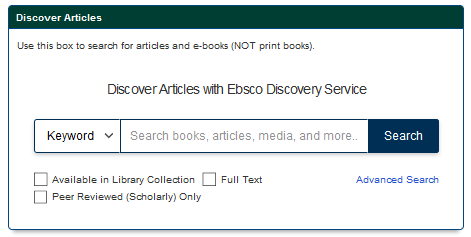 Discover Articles
Use this box to search for articles and e-books (NOT print books).
Discover Articles with Ebsco Discovery Service
Keyword Search books, articles, media, and more.. Search
Available in Library Collection Full Text Advanced Search
Peer Reviewed (Scholarly) Only